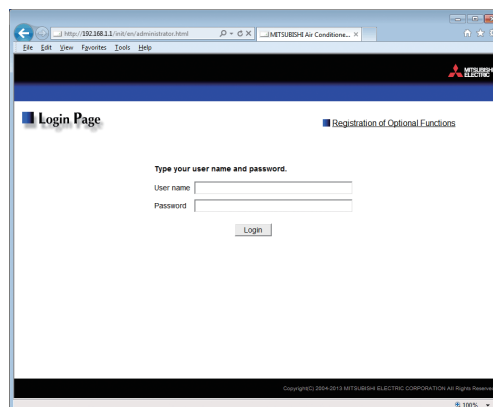 http://192.168.1.1/init/en/administrator.html
MITSUBISHI Air Conditione...
File Edit View Favorites Tools Help
MITSUBISHI
ELECTRIC
Login Page
Registration of Optional Functions
Type your user name and password.
User name
Password
Login
Copyright(C) 2004-2013 MITSUBISHI ELECTRIC CORPORATION All Rights Reserved
100%